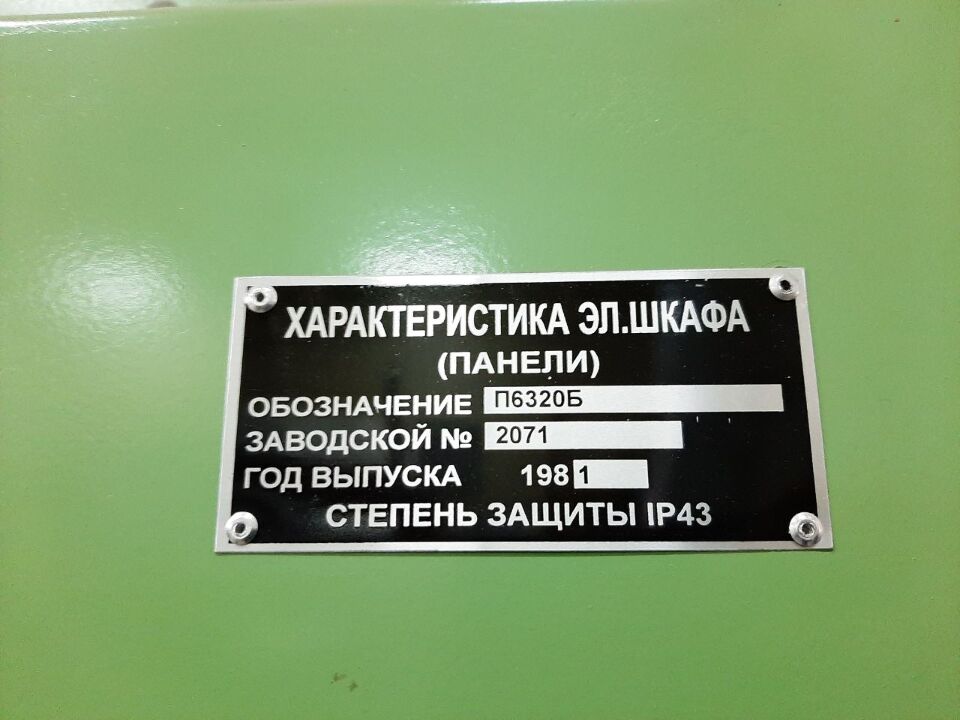 ХАРАКТЕРИСТИКА ЭЛ.ШКАФА
(ПАНЕЛИ)
ОБОЗНАЧЕНИЕ П6320Б
ЗАВОДСКОЙ № 2071
ГОД ВЫПУСКА 1981
СТЕПЕНЬ ЗАЩИТЫ IP43